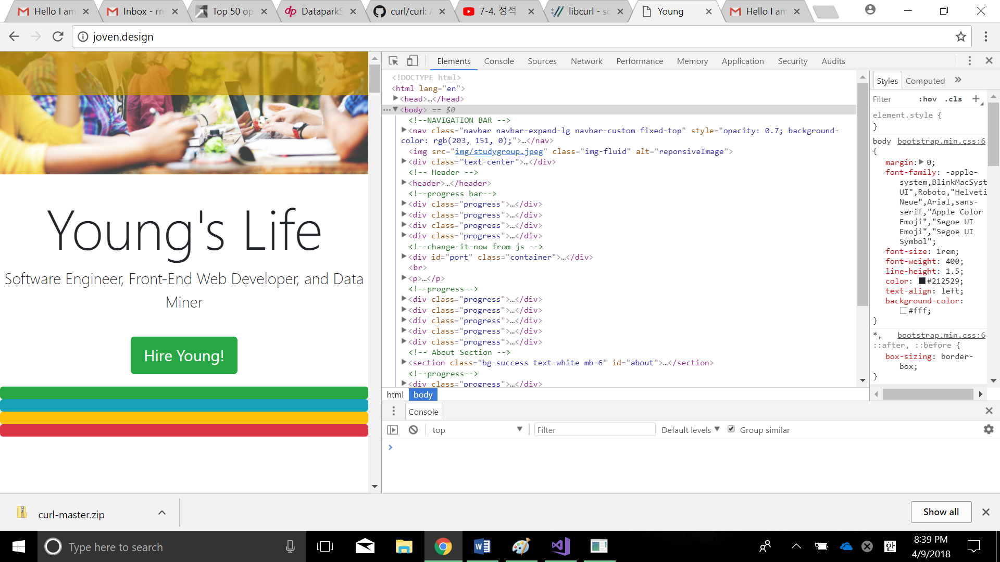 Hello I am
Inbox - rnj
Top 50 op
DataparkS
curl/curl: A
7-4. 정적
libcurl - so
Young
Hello I am
joven.design
Young's Life
Software Engineer, Front-End Web Developer, and Data
Miner
Hire Young!
Elements Console Sources Network Performance Memory Application Security Audits
<!DOCTYPE html>
<html lang="en">
<head>…</head>
<body> == $0
<!--NAVIGATION BAR -->
<nav class="navbar navbar-expand-lg navbar-custom fixed-top" style="opacity: 0.7; background-
color: rgb(203, 151, 0);">…</nav>
<img src="img/studygroup.jpeg" class="img-fluid" alt="reponsiveImage">
<div class="text-center">…</div>
<!-- Header -->
<header>…</header>
<!--progress bar-->
<div class="progress">…</div>
<div class="progress">…</div>
<div class="progress">…</div>
<div class="progress">…</div>
<!--change-it-now from js -->
<div id="port" class="container">…</div>
<br>
<p>…</p>
<!--progress-->
<div class="progress">…</div>
<div class="progress">…</div>
<div class="progress">…</div>
<div class="progress">…</div>
<div class="progress">…</div>
<!-- About Section -->
<section class="bg-success text-white mb-6" id="about">…</section>
<!--progress-->
<div class="progress">…</div>
html body
Styles Computed »
Filter :hov .cls +
element.style {
}
body bootstrap.min.css:6
{
margin: 0;
font-family: -apple-
system,BlinkMacSyst
UI",Roboto,"Helveti
Neue",Arial,sans-
serif,"Apple Color
Emoji","Segoe UI
Emoji","Segoe UI
Symbol";
font-size: 1rem;
font-weight: 400;
line-height: 1.5;
color: #212529;
text-align: left;
background-color:
#fff;
}
*, bootstrap.min.css:6
::after, ::before {
box-sizing: border-
box;
}
Console
top Filter Default levels Group similar
curl-master.zip
Show all
Type here to search
한
8:39 PM
4/9/2018